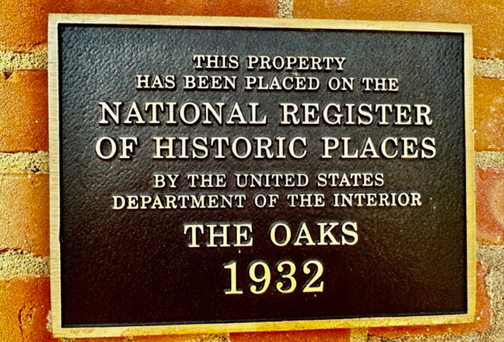 THIS PROPERTY
HAS BEEN PLACED ON THE
NATIONAL REGISTER
OF HISTORIC PLACES
BY THE UNITED STATES
DEPARTMENT OF THE INTERIOR
THE OAKS
1932